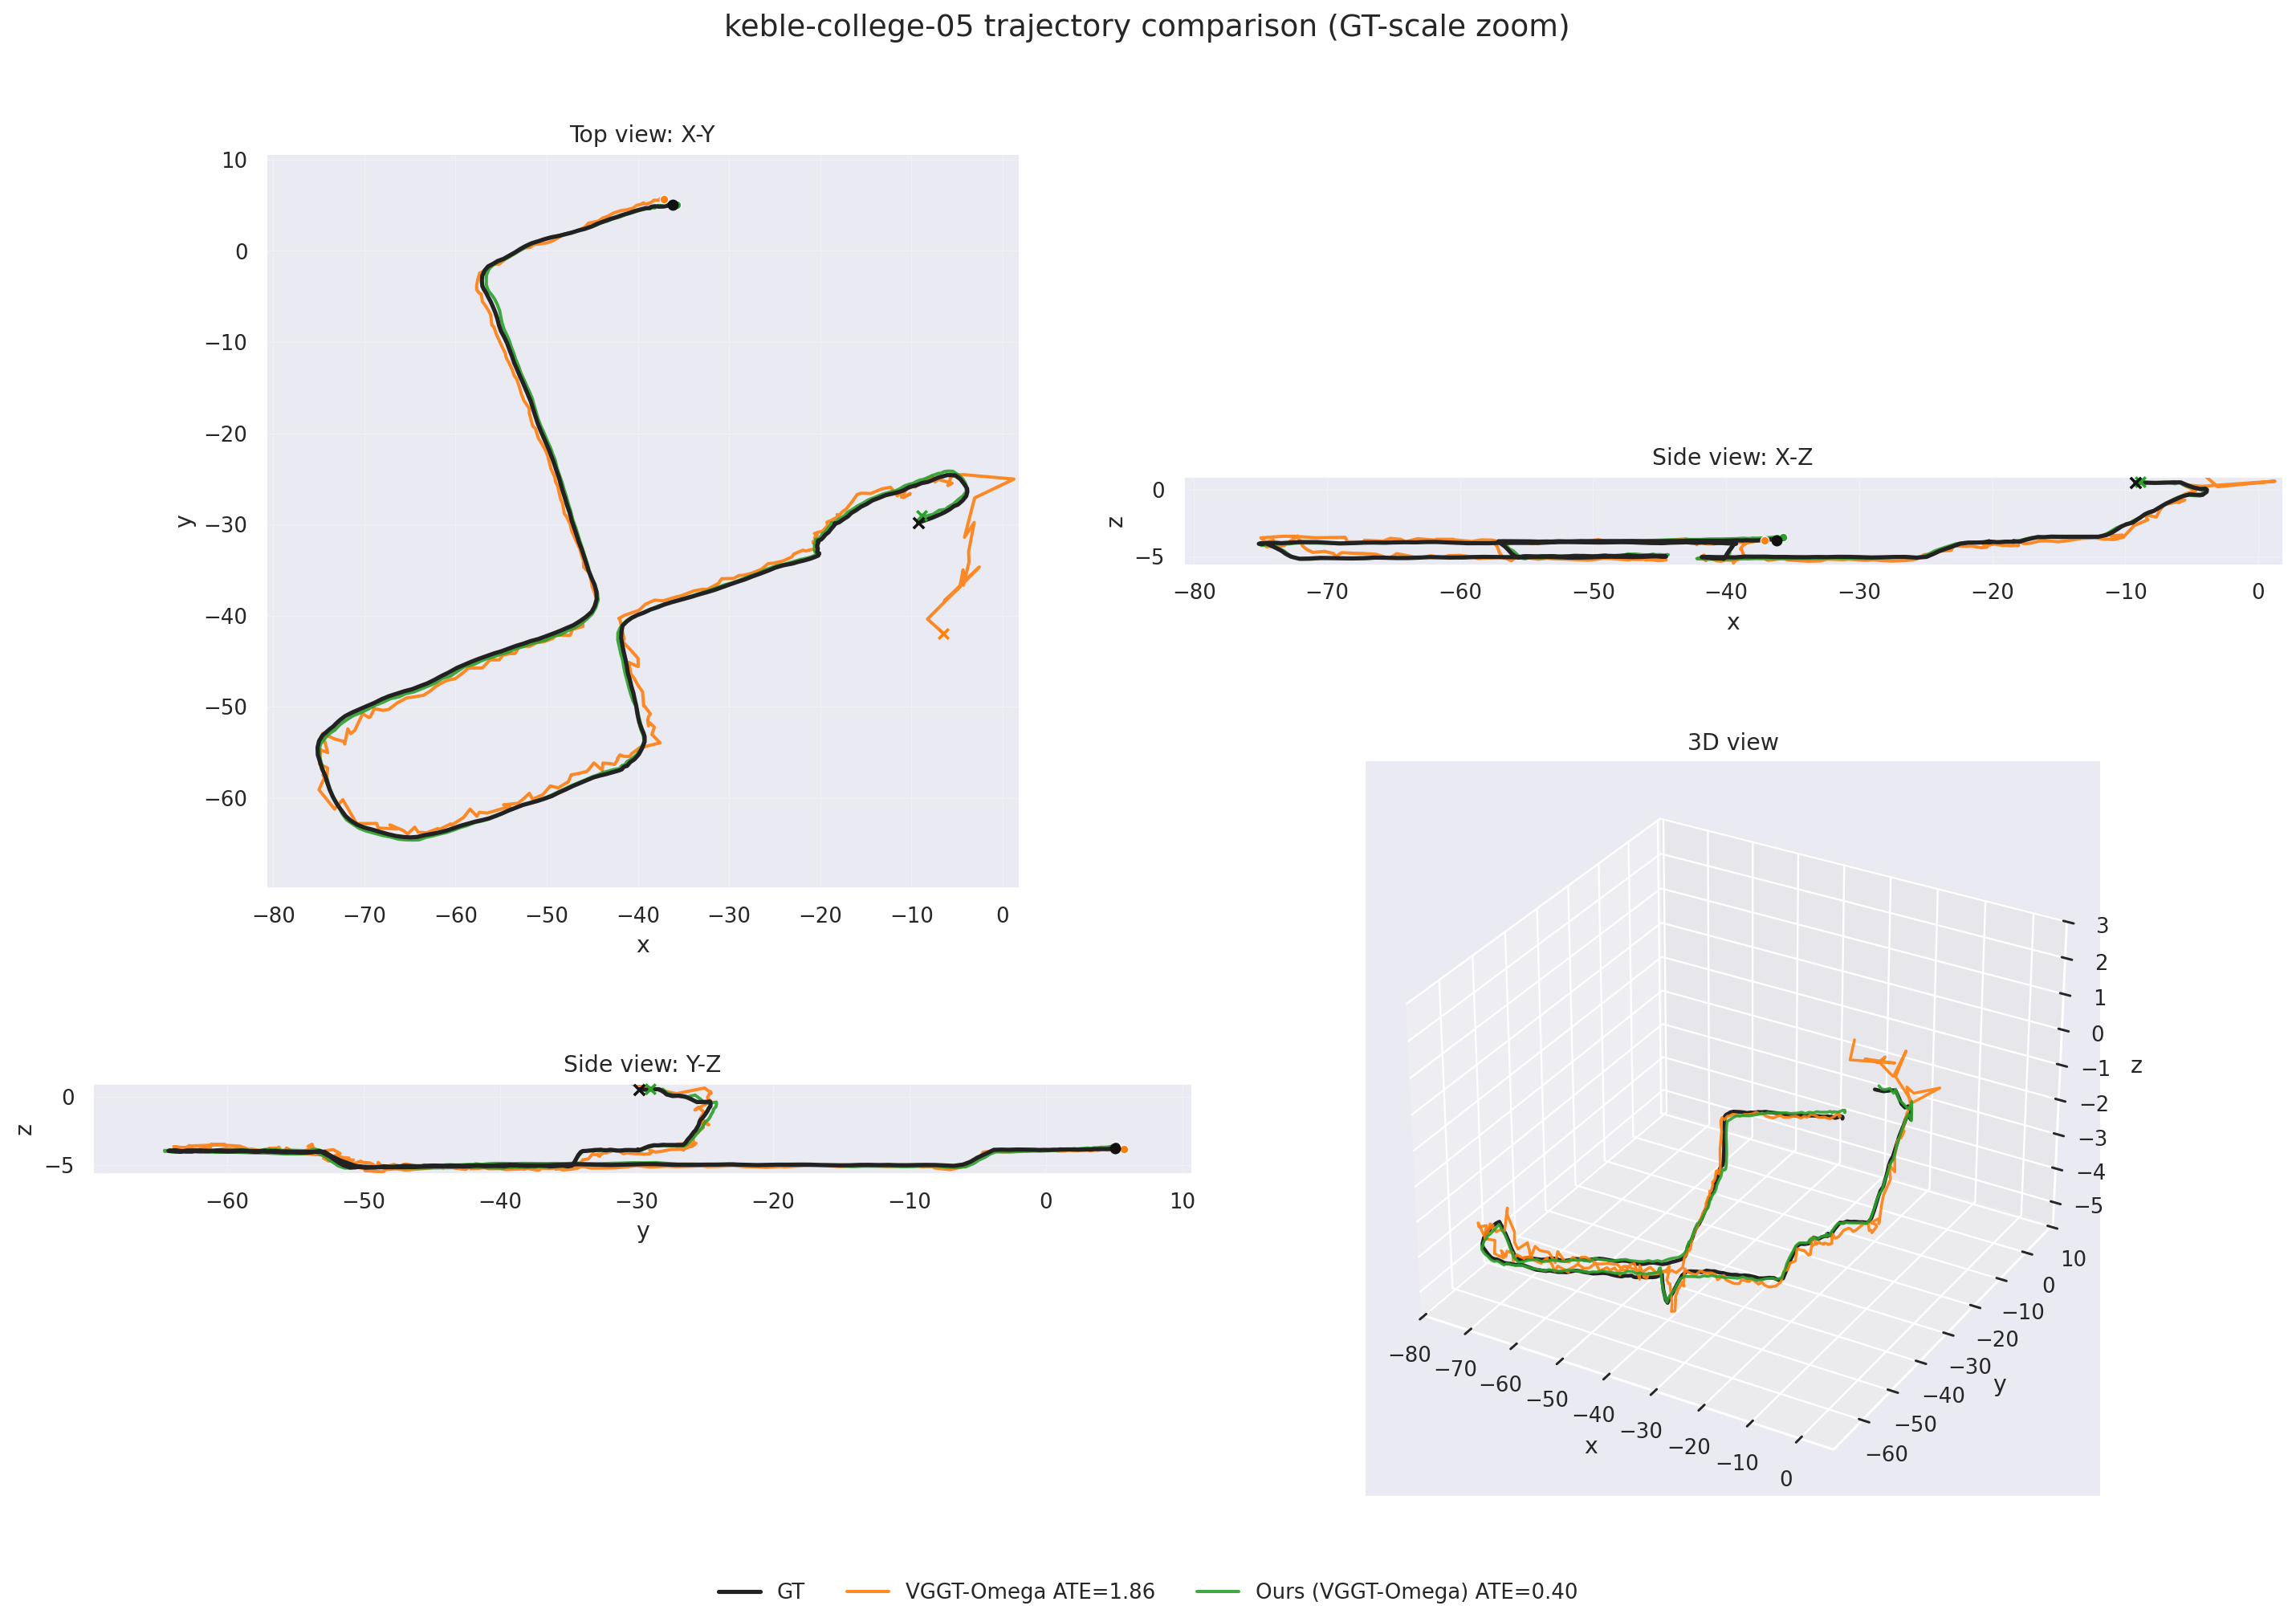 keble-college-05 trajectory comparison (GT-scale zoom)
Top view: X-Y
10
0
−10
−20
−30
−40
−50
−60
y
−80 −70 −60 −50 −40 −30 −20 −10 0
x
Side view: X-Z
0
−5
z
−80 −70 −60 −50 −40 −30 −20 −10 0
x
Side view: Y-Z
0
−5
z
−60 −50 −40 −30 −20 −10 0 10
y
3D view
3
2
1
0
−1
−2
−3
−4
−5
z
10
0
−10
−20
−30
−40
−50
−60
y
−80 −70 −60 −50 −40 −30 −20 −10 0
x
GT VGGT-Omega ATE=1.86 Ours (VGGT-Omega) ATE=0.40